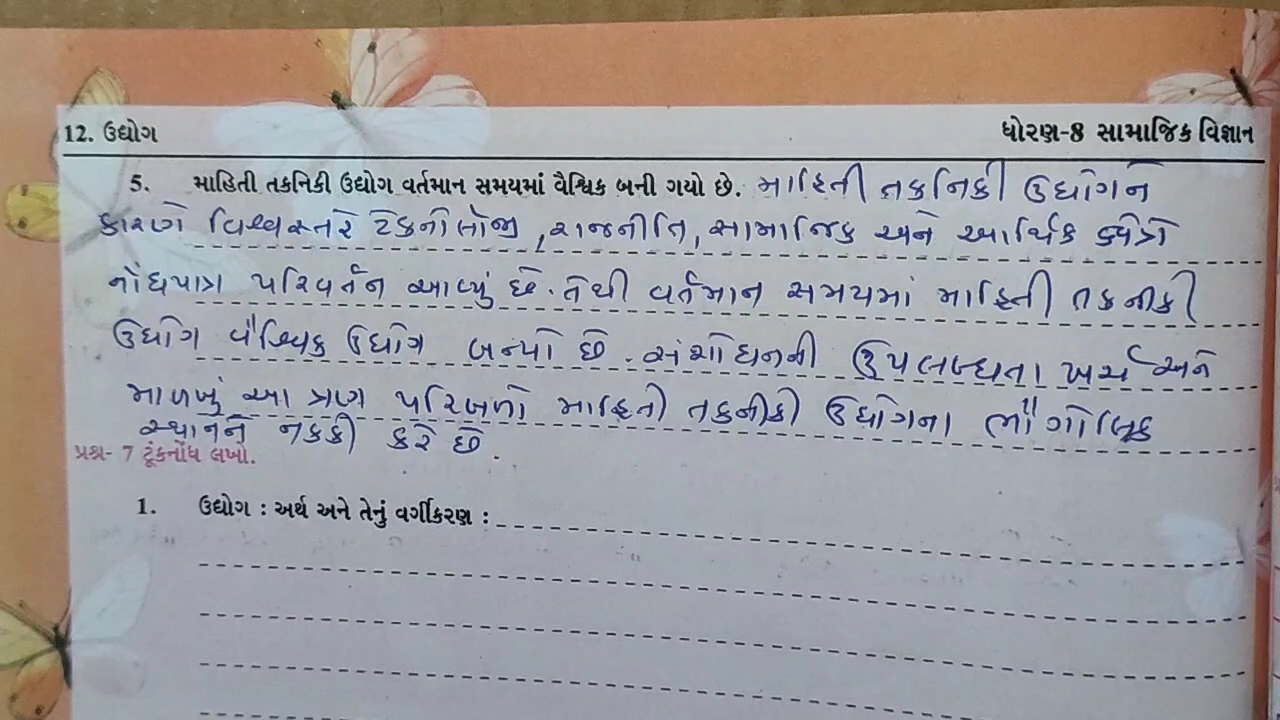 12. ઉદ્યોગ
ધોરણ-8 સામાજિક વિજ્ઞાન
5. માહિતી તકનિકી ઉદ્યોગ વર્તમાન સમયમાં વૈશ્વિક બની ગયો છે. માહિતી તકનિકી ઉદ્યોગને
કારણે વિશ્વસ્તરે ટેકનોલોજી, રાજનીતિ, સામાજિક અને આર્થિક ક્ષેત્રે
નોંધપાત્ર પરિવર્તન આવ્યું છે. તેથી વર્તમાન સમયમાં માહિતી તકનીકી
ઉદ્યોગ વૈશ્વિક ઉદ્યોગ બન્યો છે. સંશોધનની ઉપલબ્ધતા ખર્ચ અને
માળખું આ ત્રણ પરિબળો માહિતી તકનીકી ઉદ્યોગના ભૌગોલિક
સ્થાનને નકકી કરે છે.
પ્રશ્ન- 7 ટૂંકનોંધ લખો.
1. ઉદ્યોગ : અર્થ અને તેનું વર્ગીકરણ :